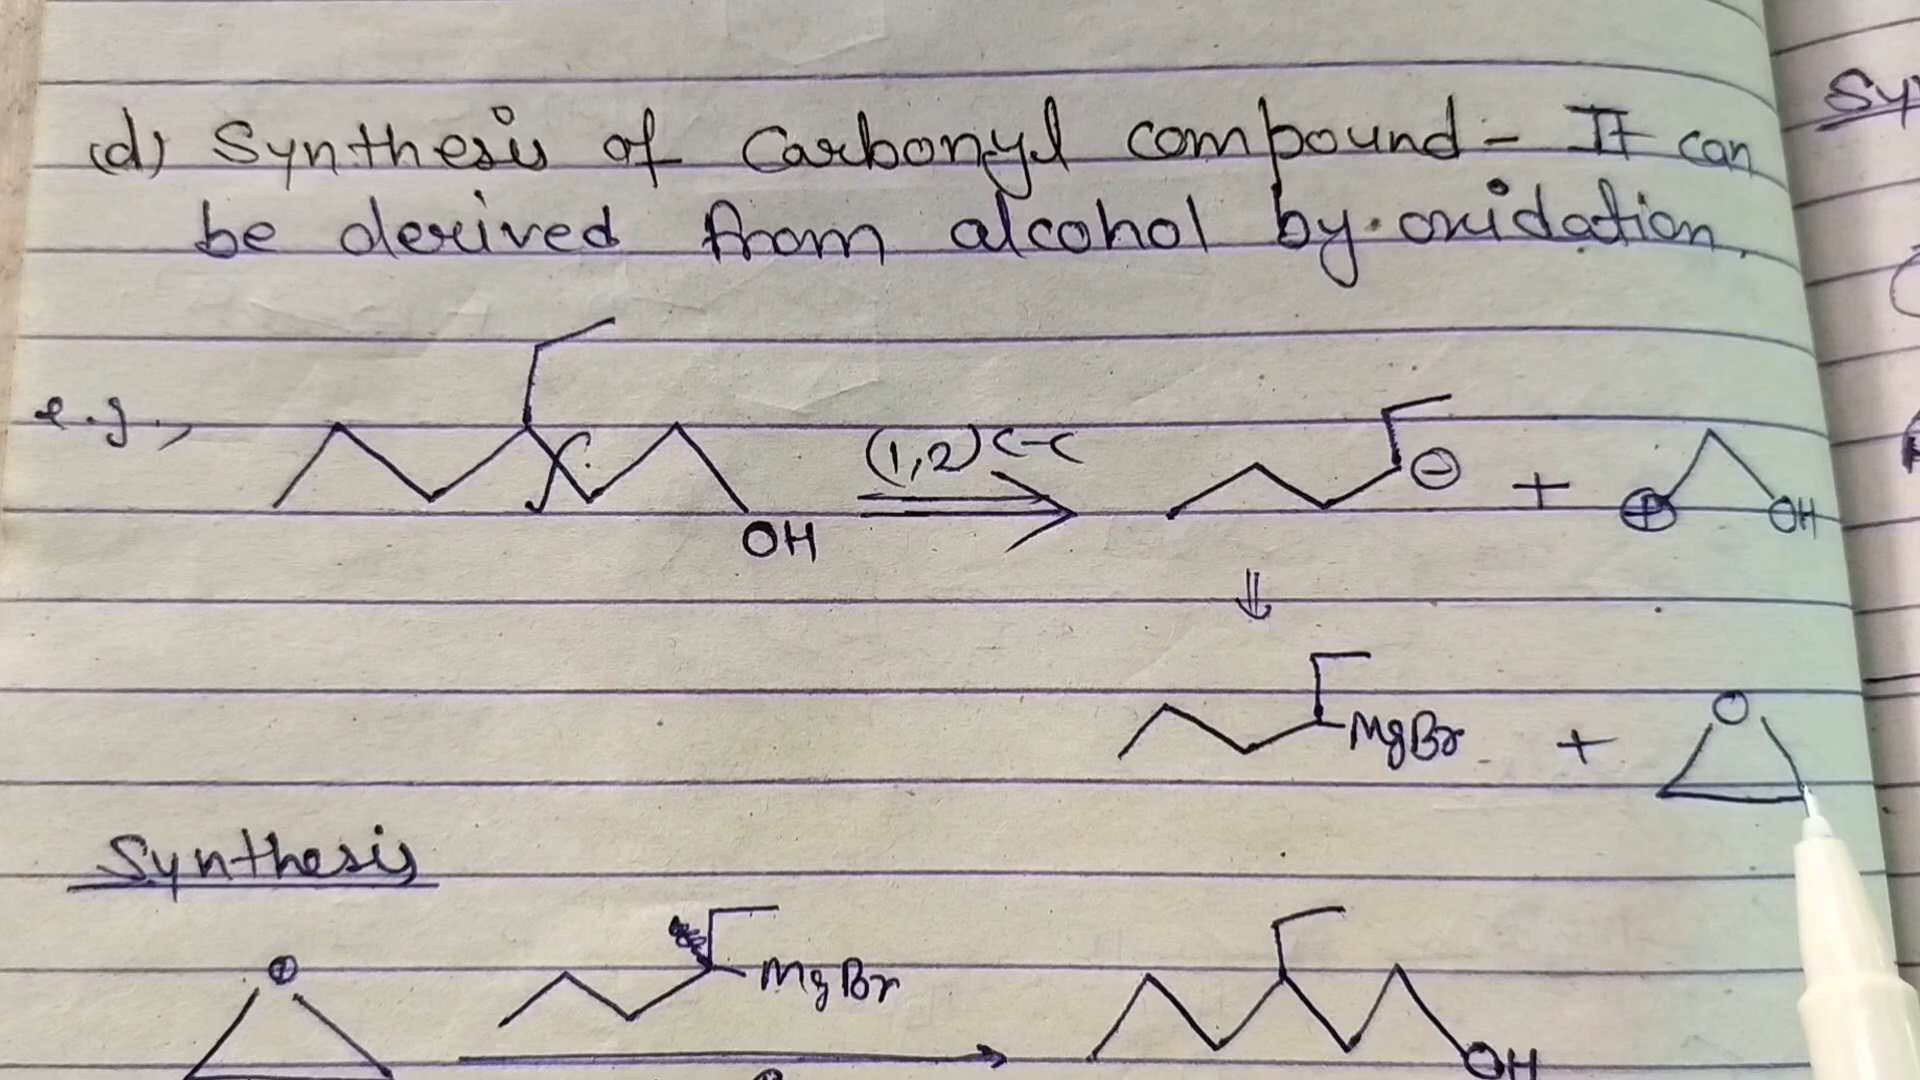 (d) Synthesis of Carbonyl compound:- It can
be derived from alcohol by oxidation.
e.g.,
OH
(1,2) C-C
⊖ + ⊕ OH
⇓
MgBr + O
Synthesis
O
MgBr
OH
Sy